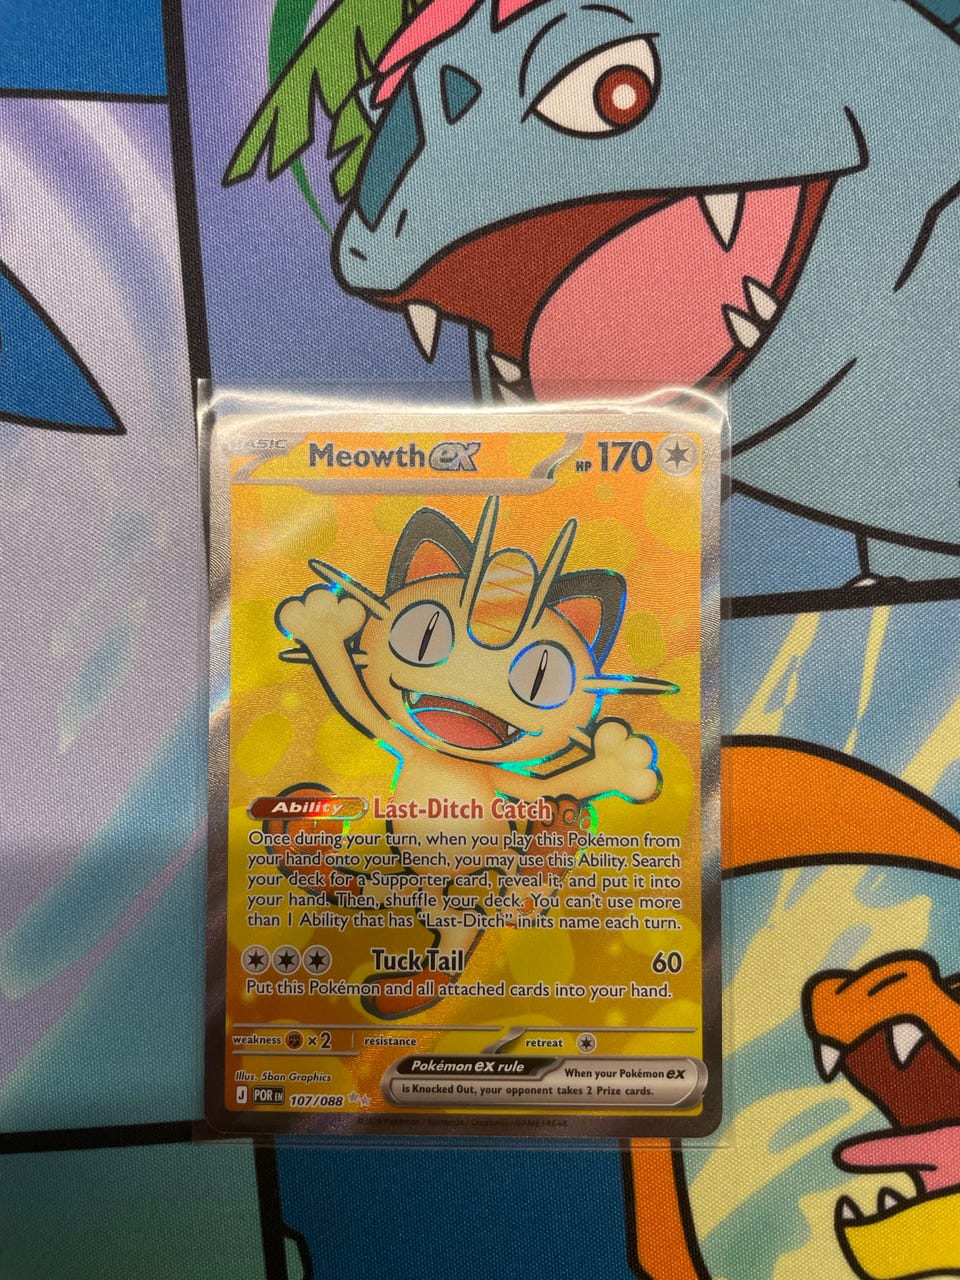 BASIC
Meowth ex
HP 170
Ability Last-Ditch Catch
Once during your turn, when you play this Pokémon from
your hand onto your Bench, you may use this Ability. Search
your deck for a Supporter card, reveal it, and put it into
your hand. Then, shuffle your deck. You can't use more
than 1 Ability that has "Last-Ditch" in its name each turn.
Tuck Tail 60
Put this Pokémon and all attached cards into your hand.
weakness ×2 resistance retreat
Pokémon ex rule When your Pokémon ex
is Knocked Out, your opponent takes 2 Prize cards.
Illus. 5ban Graphics
J POR EN 107/088
Pokémon / Nintendo / Creatures / GAME FREAK